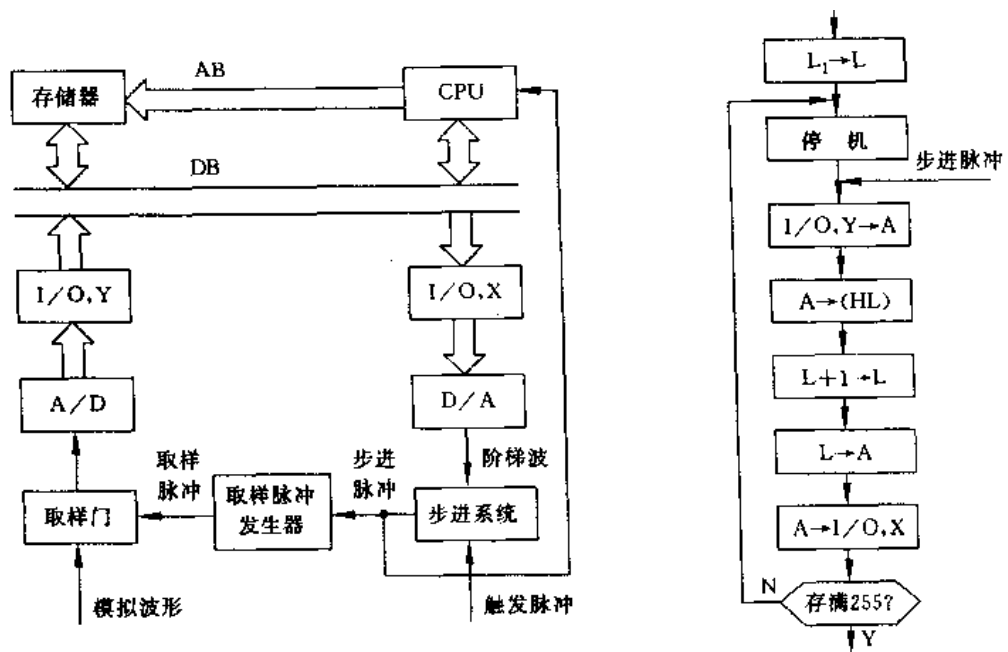 AB
存储器
CPU
DB
I/O,Y
I/O,X
A/D
D/A
取样
脉冲
步进
脉冲
阶梯波
取样门
取样脉冲
发生器
步进系统
模拟波形
触发脉冲
L₁→L
停 机
步进脉冲
I/O,Y→A
A→(HL)
L+1→L
L→A
A→I/O,X
N
存满255?
Y